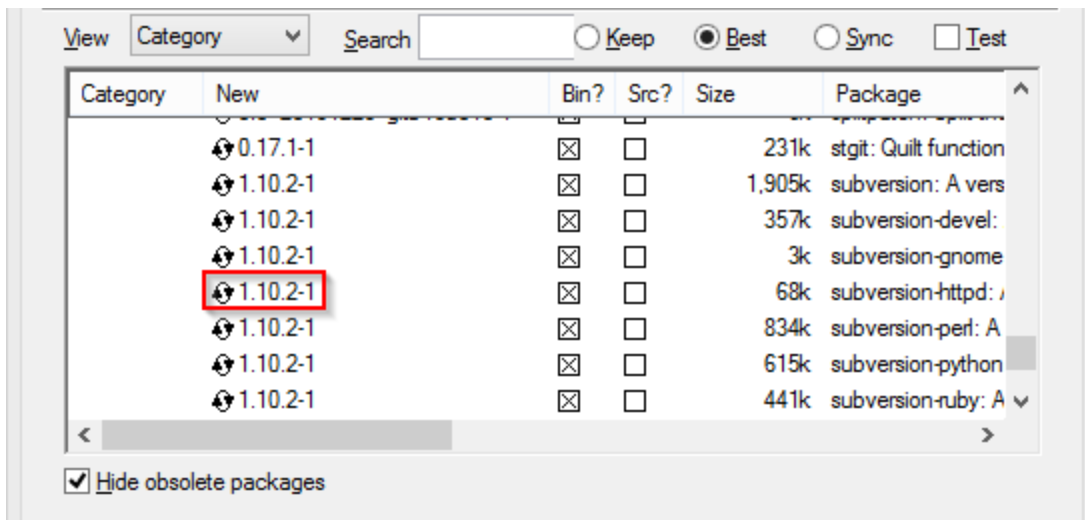 View Category Search Keep Best Sync Test
Category New Bin? Src? Size Package
0.17.1-1 231k stgit: Quilt function
1.10.2-1 1,905k subversion: A vers
1.10.2-1 357k subversion-devel:
1.10.2-1 3k subversion-gnome
1.10.2-1 68k subversion-httpd:
1.10.2-1 834k subversion-perl: A
1.10.2-1 615k subversion-python
1.10.2-1 441k subversion-ruby: A
Hide obsolete packages